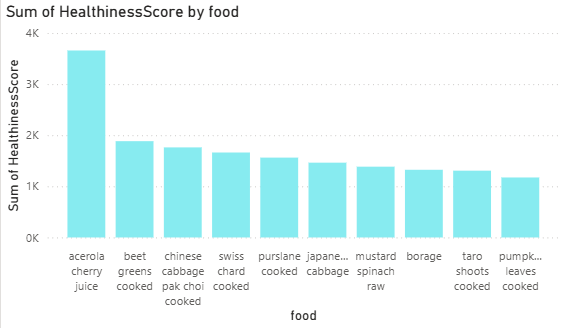 Sum of HealthinessScore by food
4K
3K
2K
1K
0K
Sum of HealthinessScore
acerola
cherry
juice
beet
greens
cooked
chinese
cabbage
pak choi
cooked
swiss
chard
cooked
purslane
cooked
japane...
cabbage
mustard
spinach
raw
borage
taro
shoots
cooked
pumpk...
leaves
cooked
food